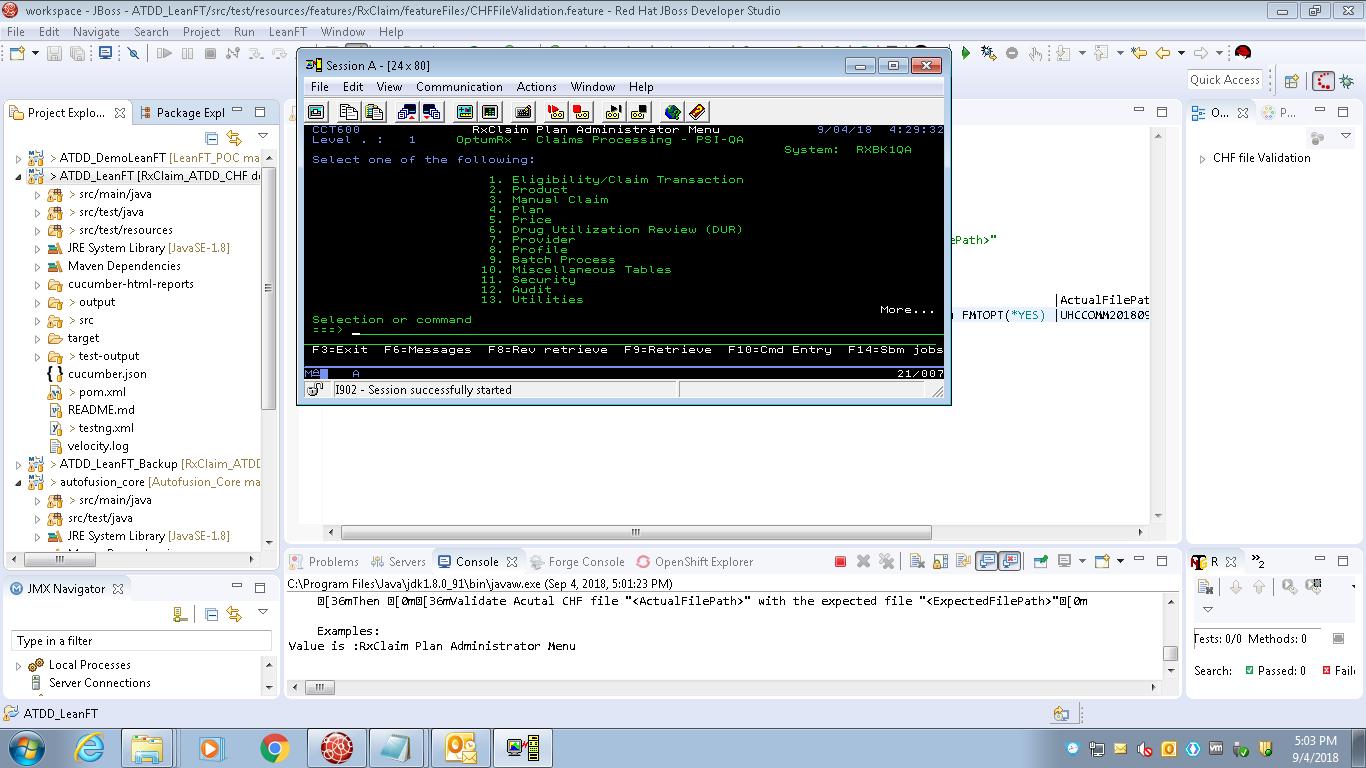 workspace - JBoss - ATDD_LeanFT/src/test/resources/features/RxClaim/featureFiles/CHFFileValidation.feature - Red Hat JBoss Developer Studio
File Edit Navigate Search Project Run LeanFT Window Help
Quick Access
Project Explo...
Package Expl
> ATDD_DemoLeanFT [LeanFT_POC ma
> ATDD_LeanFT [RxClaim_ATDD_CHF de
> src/main/java
> src/test/java
> src/test/resources
JRE System Library [JavaSE-1.8]
Maven Dependencies
cucumber-html-reports
> output
> src
target
> test-output
cucumber.json
> pom.xml
README.md
> testng.xml
velocity.log
> ATDD_LeanFT_Backup [RxClaim_ATDD
> autofusion_core [Autofusion_Core ma
> src/main/java
src/test/java
JRE System Library [JavaSE-1.8]
JMX Navigator
Type in a filter
Local Processes
Server Connections
Session A - [24 x 80]
File Edit View Communication Actions Window Help
CCT600 RxClaim Plan Administrator Menu 9/04/18 4:29:32
Level . : 1 OptumRx - Claims Processing - PSI-QA
System: RXBK1QA
Select one of the following:
1. Eligibility/Claim Transaction
2. Product
3. Manual Claim
4. Plan
5. Price
6. Drug Utilization Review (DUR)
7. Provider
8. Profile
9. Batch Process
10. Miscellaneous Tables
11. Security
12. Audit
13. Utilities
More...
Selection or command
===>
F3=Exit F6=Messages F8=Rev retrieve F9=Retrieve F10=Cmd Entry F14=Sbm jobs
MA A 21/007
I902 - Session successfully started
ePath>"
|ActualFilePat
FMTOPT(*YES) |UHCCOMM201809
O...
P...
CHF file Validation
Problems Servers Console Forge Console OpenShift Explorer
C:\Program Files\Java\jdk1.8.0_91\bin\javaw.exe (Sep 4, 2018, 5:01:23 PM)
[36mThen [0m[36mValidate Acutal CHF file "<ActualFilePath>" with the expected file "<ExpectedFilePath>"[0m
Examples:
Value is :RxClaim Plan Administrator Menu
R
»2
Tests: 0/0 Methods: 0
Search: Passed: 0 Faile
ATDD_LeanFT
5:03 PM
9/4/2018